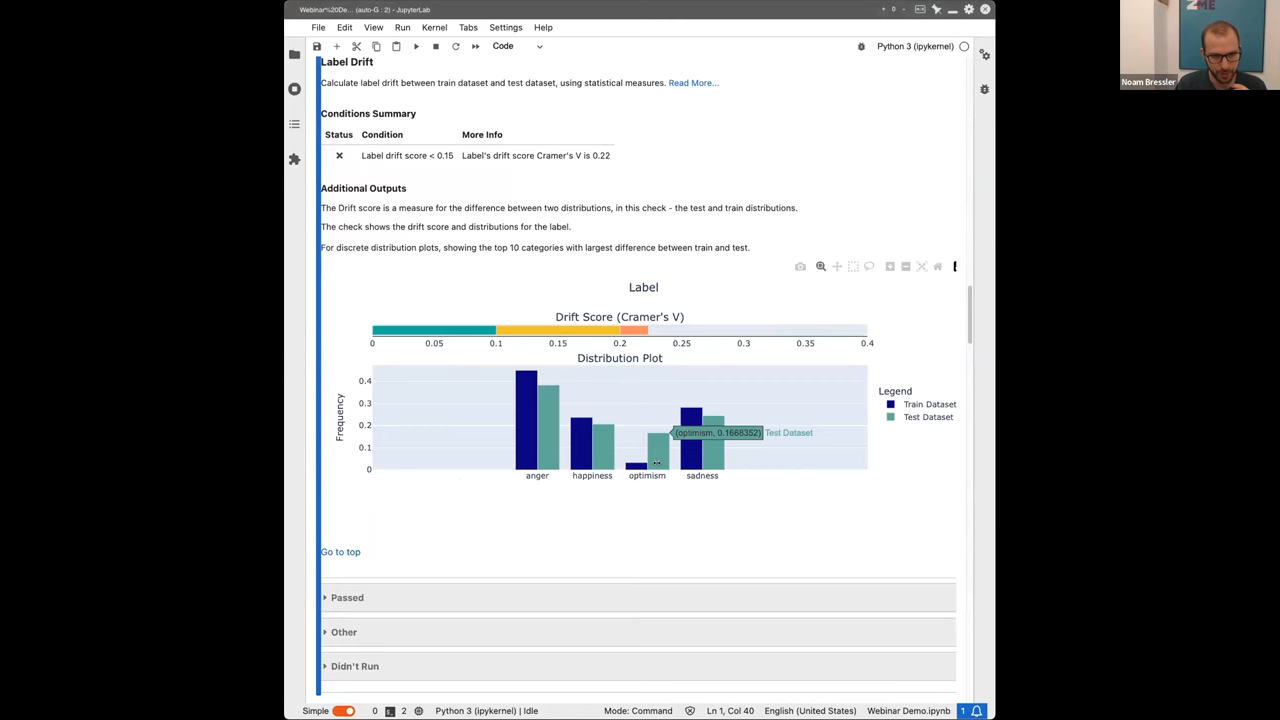 Webinar%20De... (auto-G : 2) - JupyterLab
File Edit View Run Kernel Tabs Settings Help
Code
Python 3 (ipykernel)
Noam Bressler
Label Drift
Calculate label drift between train dataset and test dataset, using statistical measures. Read More...
Conditions Summary
Status Condition More Info
Label drift score < 0.15 Label's drift score Cramer's V is 0.22
Additional Outputs
The Drift score is a measure for the difference between two distributions, in this check - the test and train distributions.
The check shows the drift score and distributions for the label.
For discrete distribution plots, showing the top 10 categories with largest difference between train and test.
Label
Drift Score (Cramer's V)
0 0.05 0.1 0.15 0.2 0.25 0.3 0.35 0.4
Distribution Plot
Frequency
0.4
0.3
0.2
0.1
0
(optimism, 0.1668352) Test Dataset
anger happiness optimism sadness
Legend
Train Dataset
Test Dataset
Go to top
Passed
Other
Didn't Run
Simple 0 2 Python 3 (ipykernel) | Idle Mode: Command Ln 1, Col 40 English (United States) Webinar Demo.ipynb 1